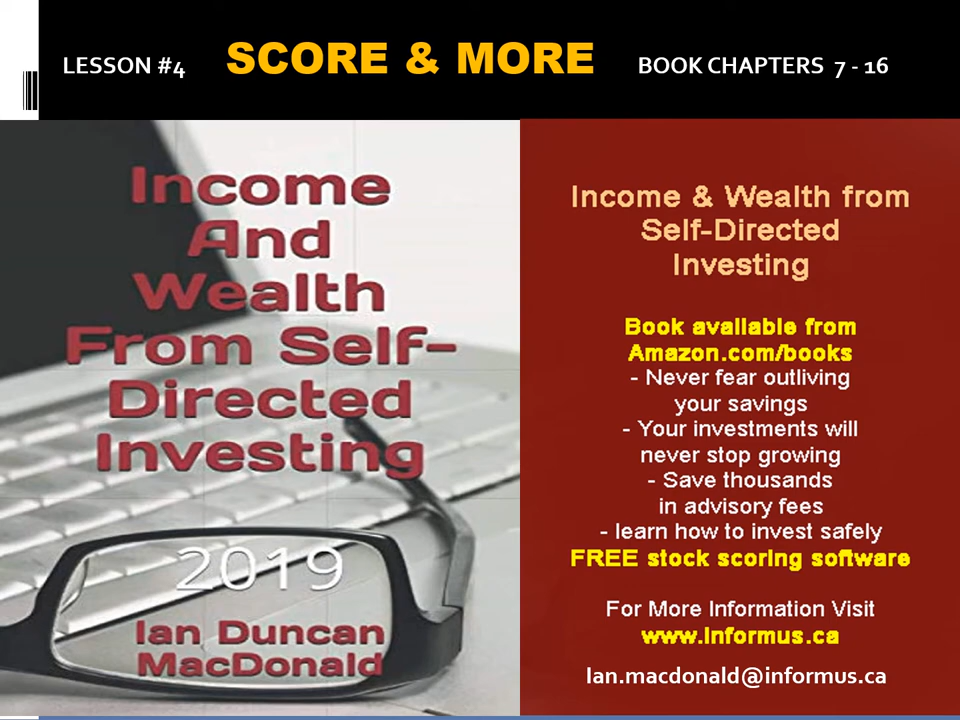 LESSON #4 SCORE & MORE BOOK CHAPTERS 7 - 16
Income
And
Wealth
From Self-
Directed
Investing
2019
Ian Duncan
MacDonald
Income & Wealth from
Self-Directed
Investing
Book available from
Amazon.com/books
- Never fear outliving
your savings
- Your investments will
never stop growing
- Save thousands
in advisory fees
- learn how to invest safely
FREE stock scoring software
For More Information Visit
www.informus.ca
Ian.macdonald@informus.ca